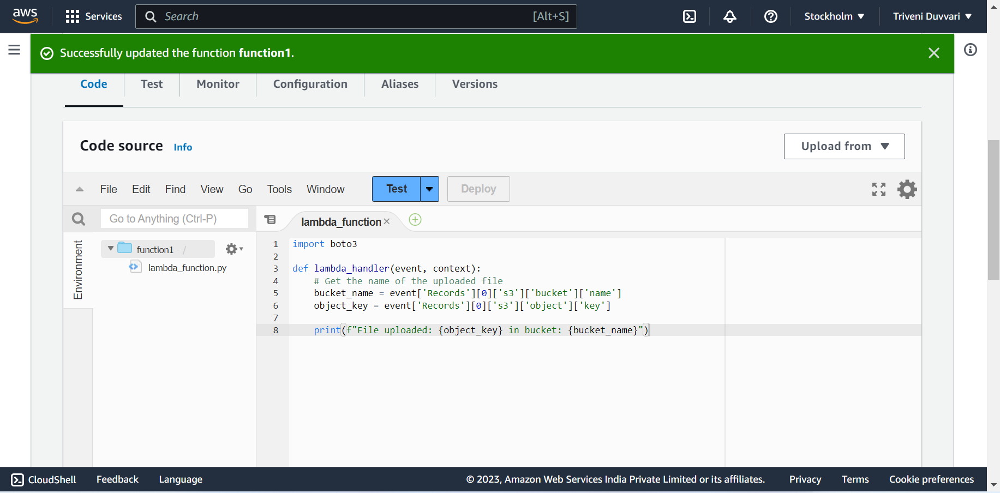 aws Services Search [Alt+S] Stockholm ▼ Triveni Duvvari ▼
Successfully updated the function function1.
Code Test Monitor Configuration Aliases Versions
Code source Info Upload from ▼
File Edit Find View Go Tools Window Test Deploy
Go to Anything (Ctrl-P) lambda_function ×
Environment
function1 - /
lambda_function.py
1 import boto3
2
3 def lambda_handler(event, context):
4 # Get the name of the uploaded file
5 bucket_name = event['Records'][0]['s3']['bucket']['name']
6 object_key = event['Records'][0]['s3']['object']['key']
7
8 print(f"File uploaded: {object_key} in bucket: {bucket_name}")
CloudShell Feedback Language © 2023, Amazon Web Services India Private Limited or its affiliates. Privacy Terms Cookie preferences